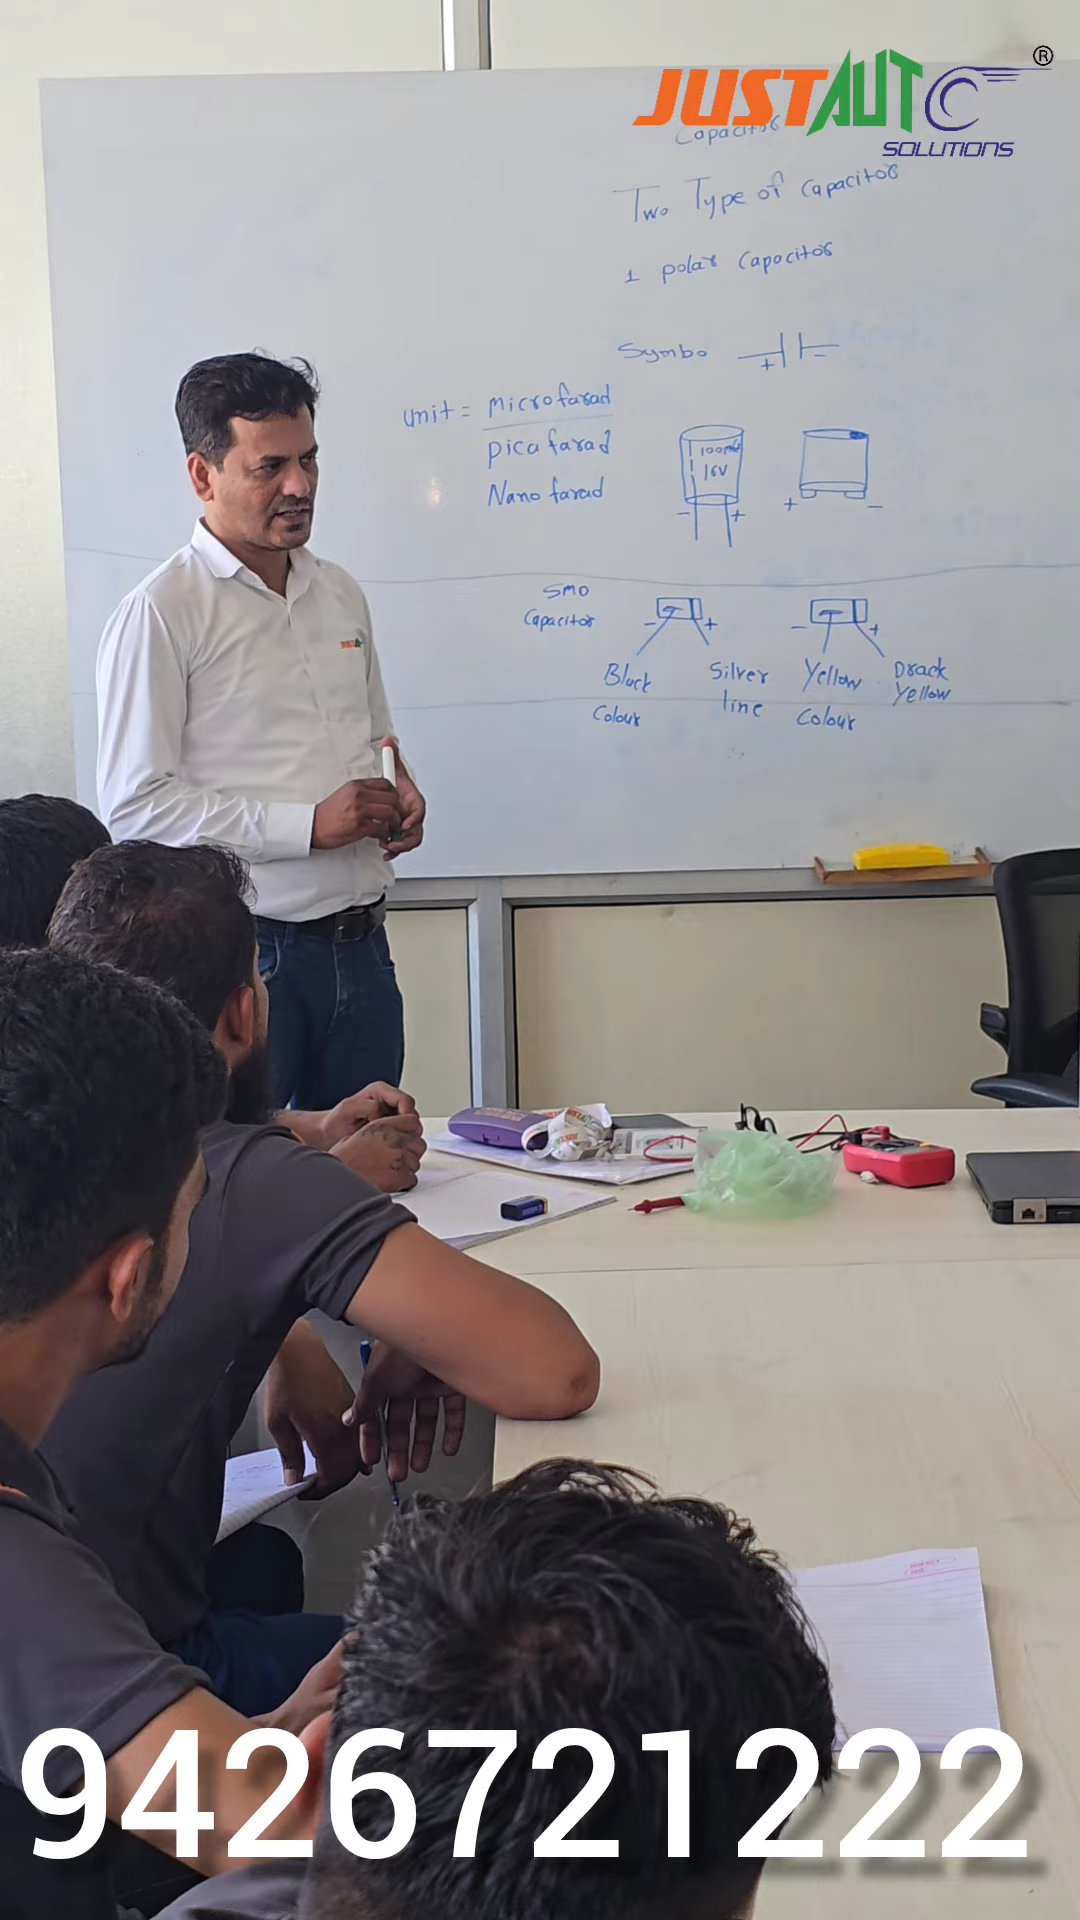 JUSTAUTO ®
SOLUTIONS
Capacitor
Two Type of Capacitor
1 polar Capacitor
Symbo
+ -
Unit = Microfarad
pica farad
Nano farad
16V
- +
+ -
SMD
Capacitor
- +
- +
Black
Colour
Silver
line
Yellow
Colour
Drack
Yellow
9426721222